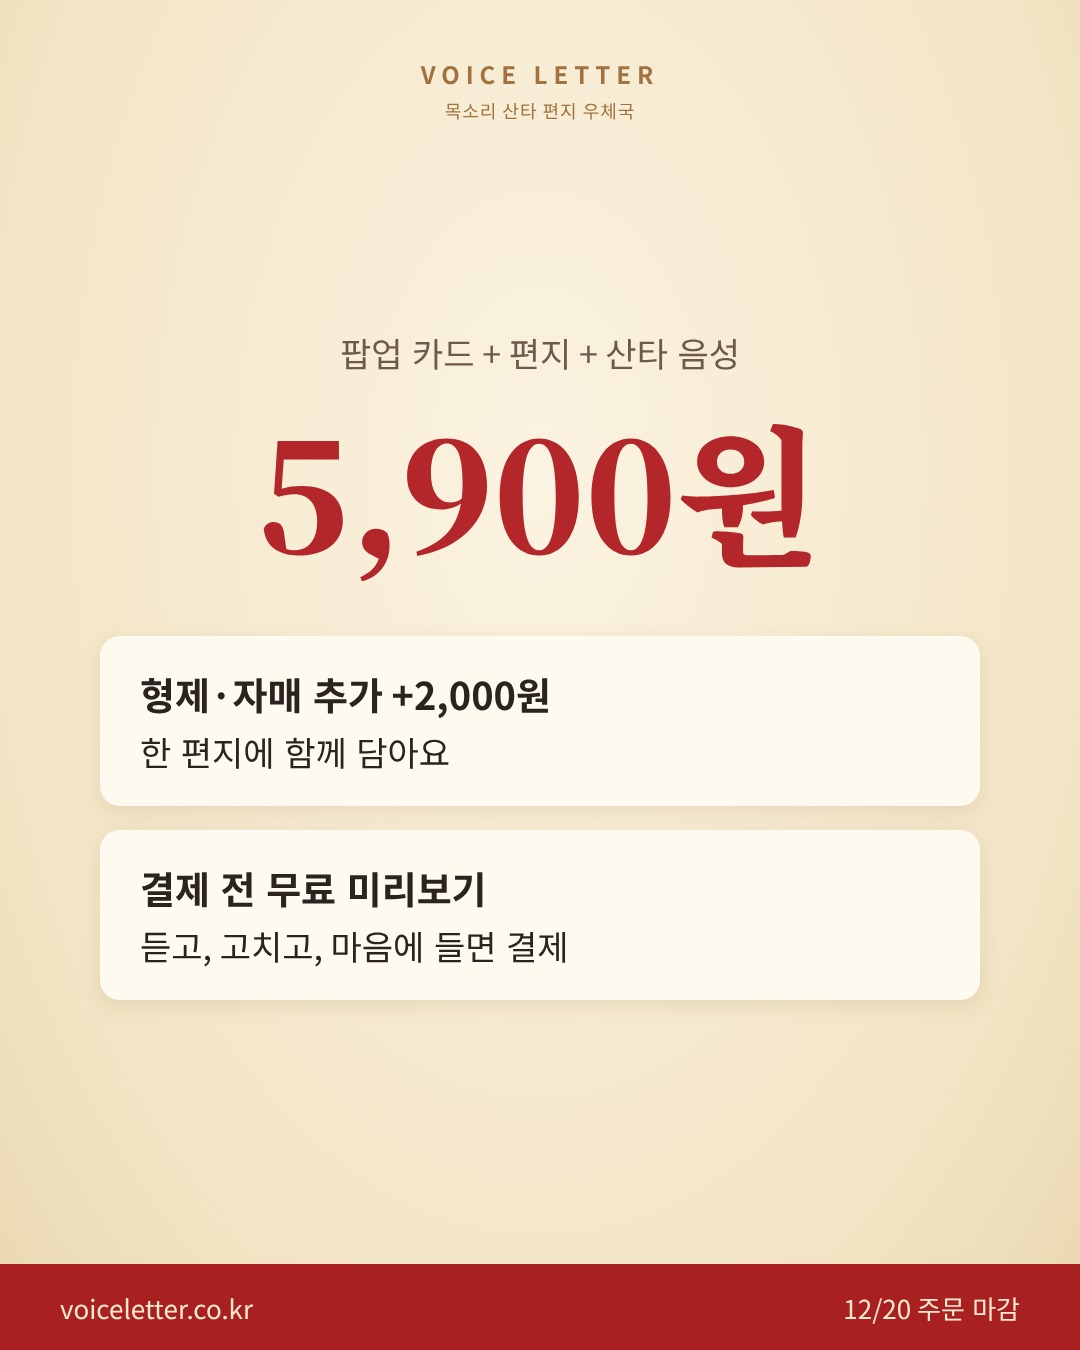 VOICE LETTER
목소리 산타 편지 우체국
팝업 카드 + 편지 + 산타 음성
5,900원
형제·자매 추가 +2,000원
한 편지에 함께 담아요
결제 전 무료 미리보기
듣고, 고치고, 마음에 들면 결제
voiceletter.co.kr
12/20 주문 마감